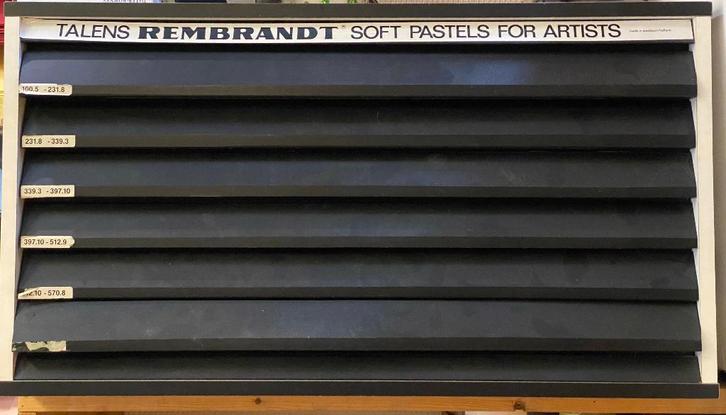 TALENS REMBRANDT SOFT PASTELS FOR ARTISTS
100.5 - 231.8
231.8 - 339.3
339.3 - 397.10
397.10 - 512.9
.10 - 570.8